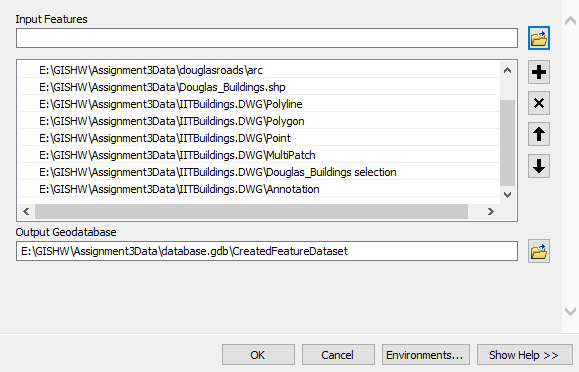 Input Features
E:\GISHW\Assignment3Data\douglasroads\arc
E:\GISHW\Assignment3Data\Douglas_Buildings.shp
E:\GISHW\Assignment3Data\IITBuildings.DWG\Polyline
E:\GISHW\Assignment3Data\IITBuildings.DWG\Polygon
E:\GISHW\Assignment3Data\IITBuildings.DWG\Point
E:\GISHW\Assignment3Data\IITBuildings.DWG\MultiPatch
E:\GISHW\Assignment3Data\IITBuildings.DWG\Douglas_Buildings selection
E:\GISHW\Assignment3Data\IITBuildings.DWG\Annotation
Output Geodatabase
E:\GISHW\Assignment3Data\database.gdb\CreatedFeatureDataset
OK Cancel Environments... Show Help >>